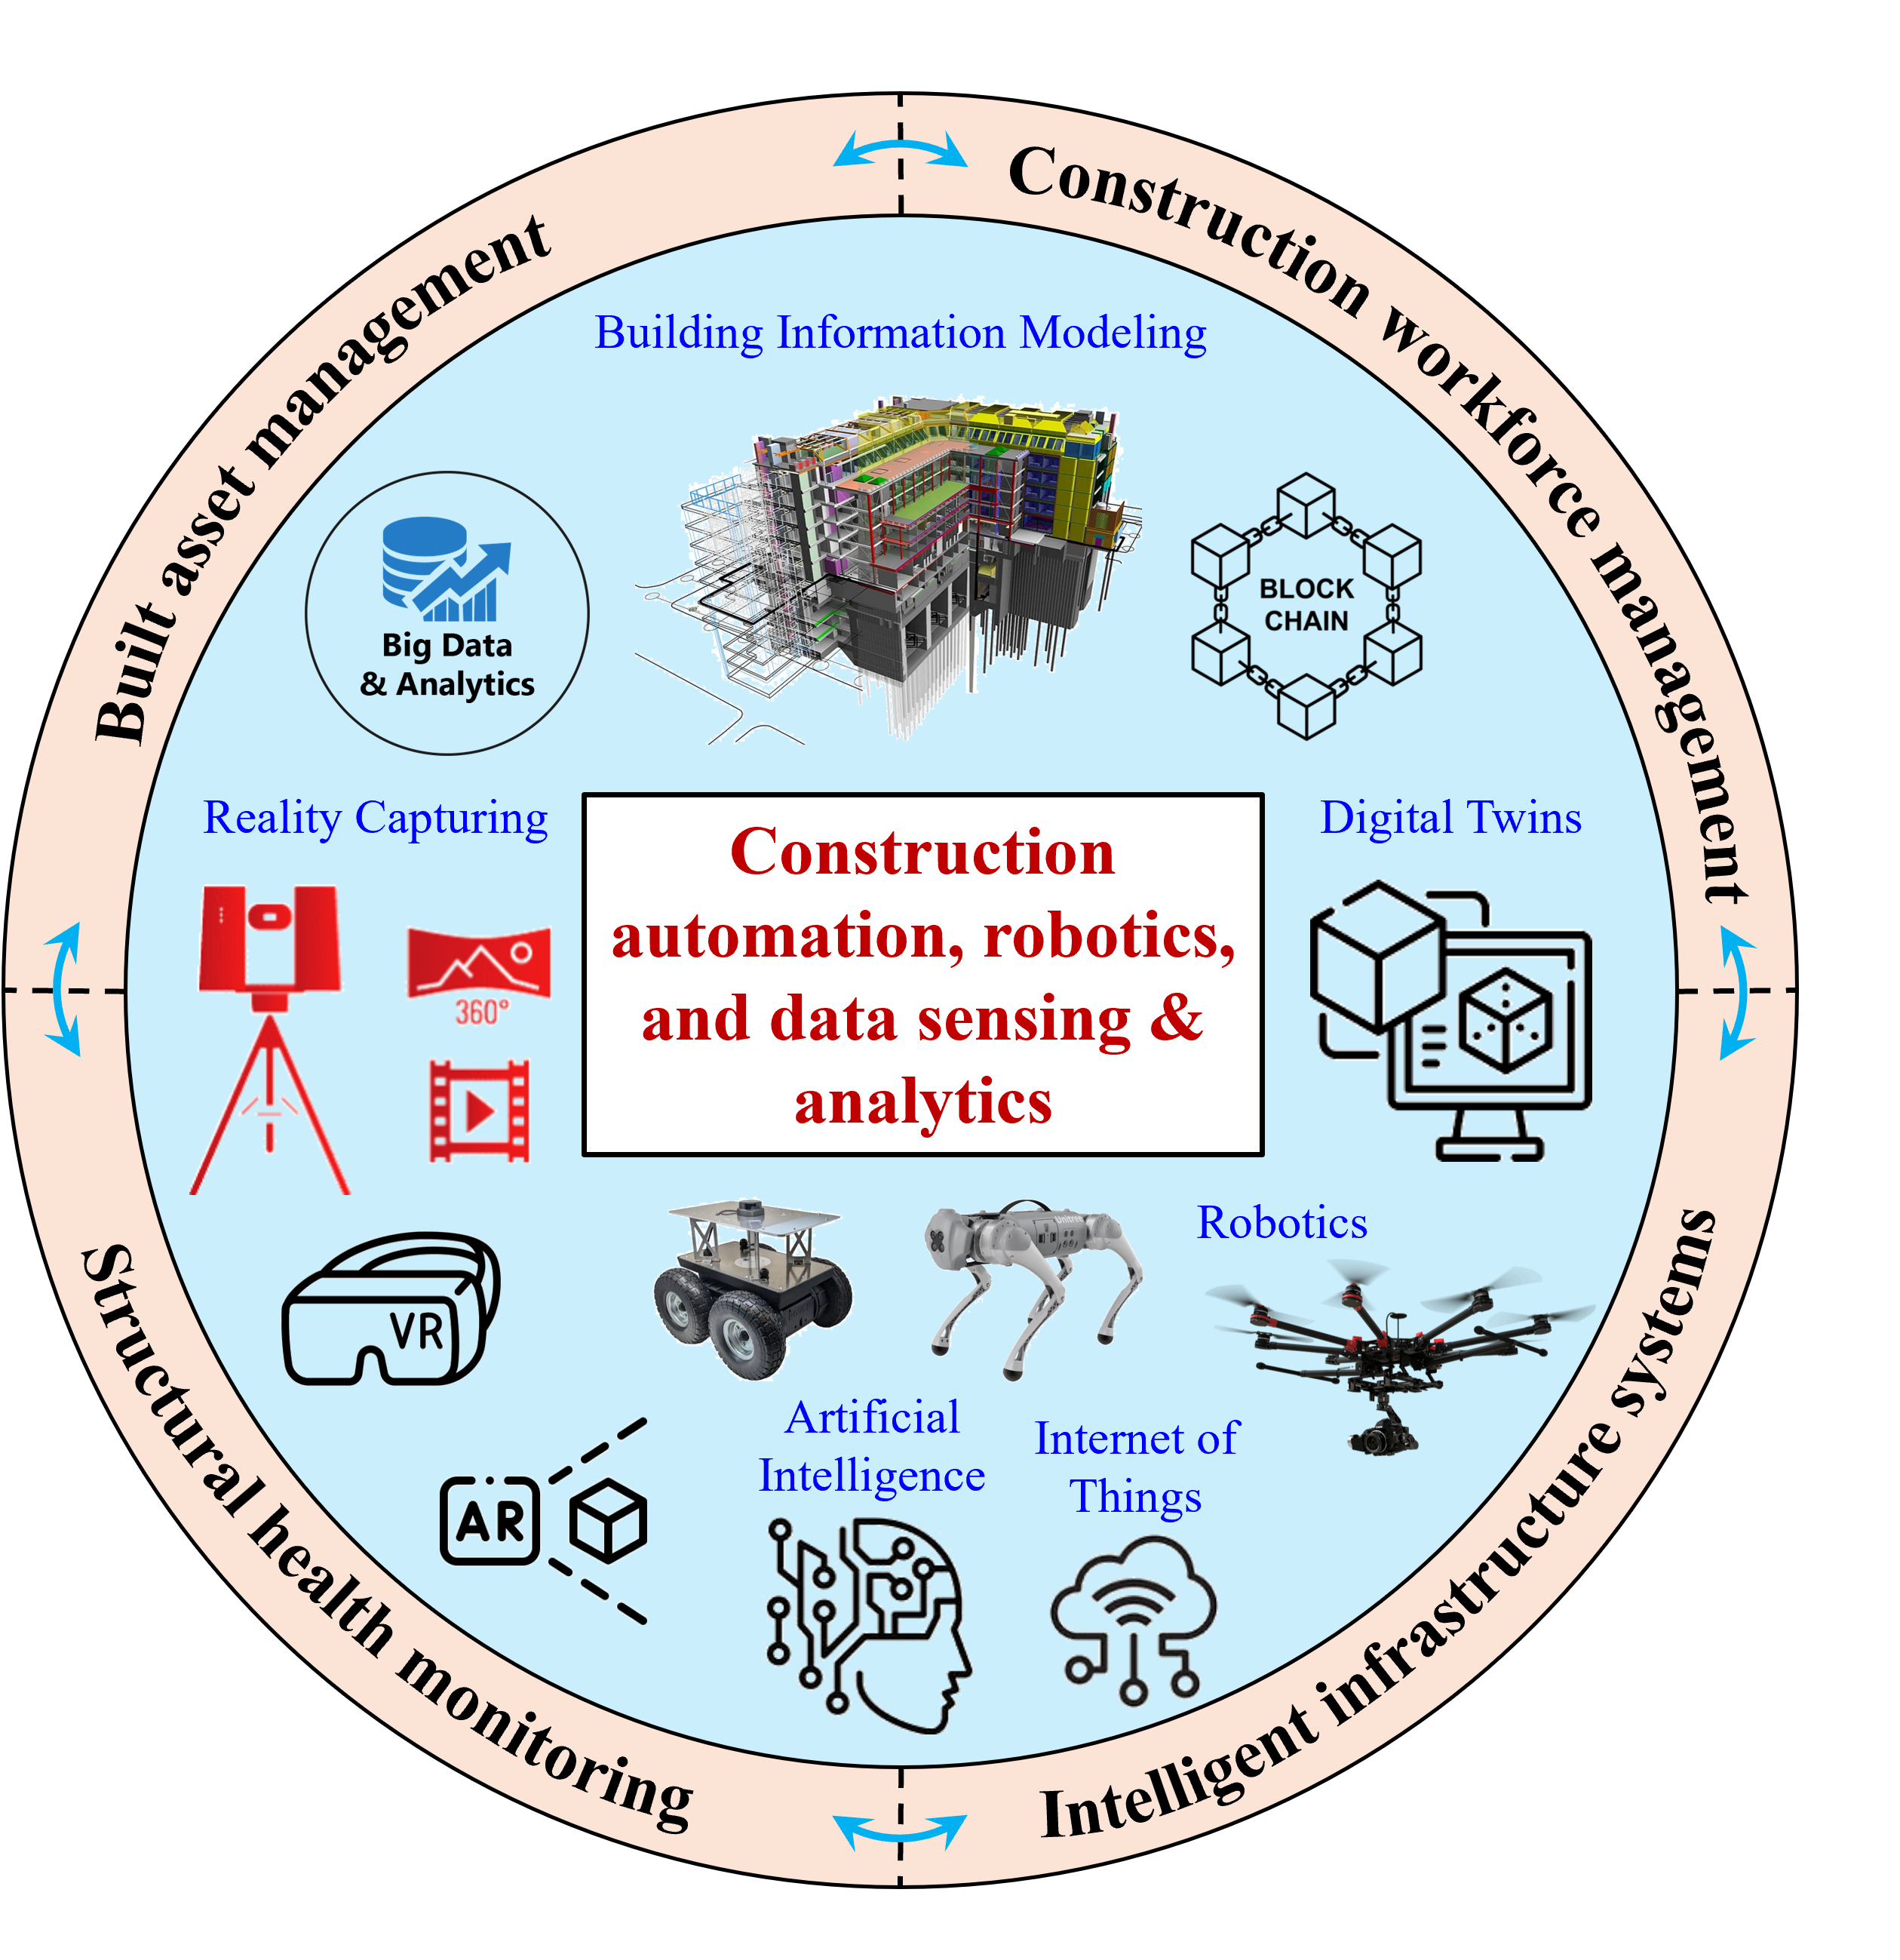 Built asset management
Construction workforce management
Building Information Modeling
Big Data
& Analytics
BLOCK
CHAIN
Reality Capturing
Digital Twins
360°
Construction
automation, robotics,
and data sensing &
analytics
Robotics
Unitree
VR
AR
Artificial
Intelligence
Internet of
Things
Structural health monitoring
Intelligent infrastructure systems